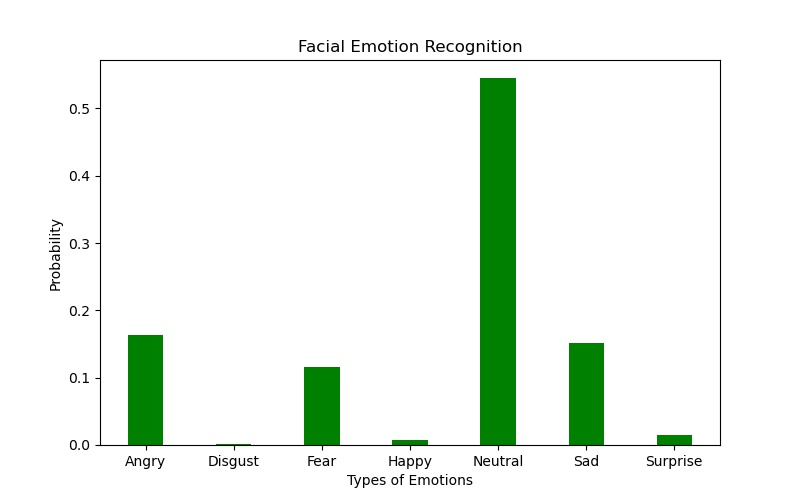 Facial Emotion Recognition
0.5
0.4
0.3
0.2
0.1
0.0
Probability
Angry Disgust Fear Happy Neutral Sad Surprise
Types of Emotions